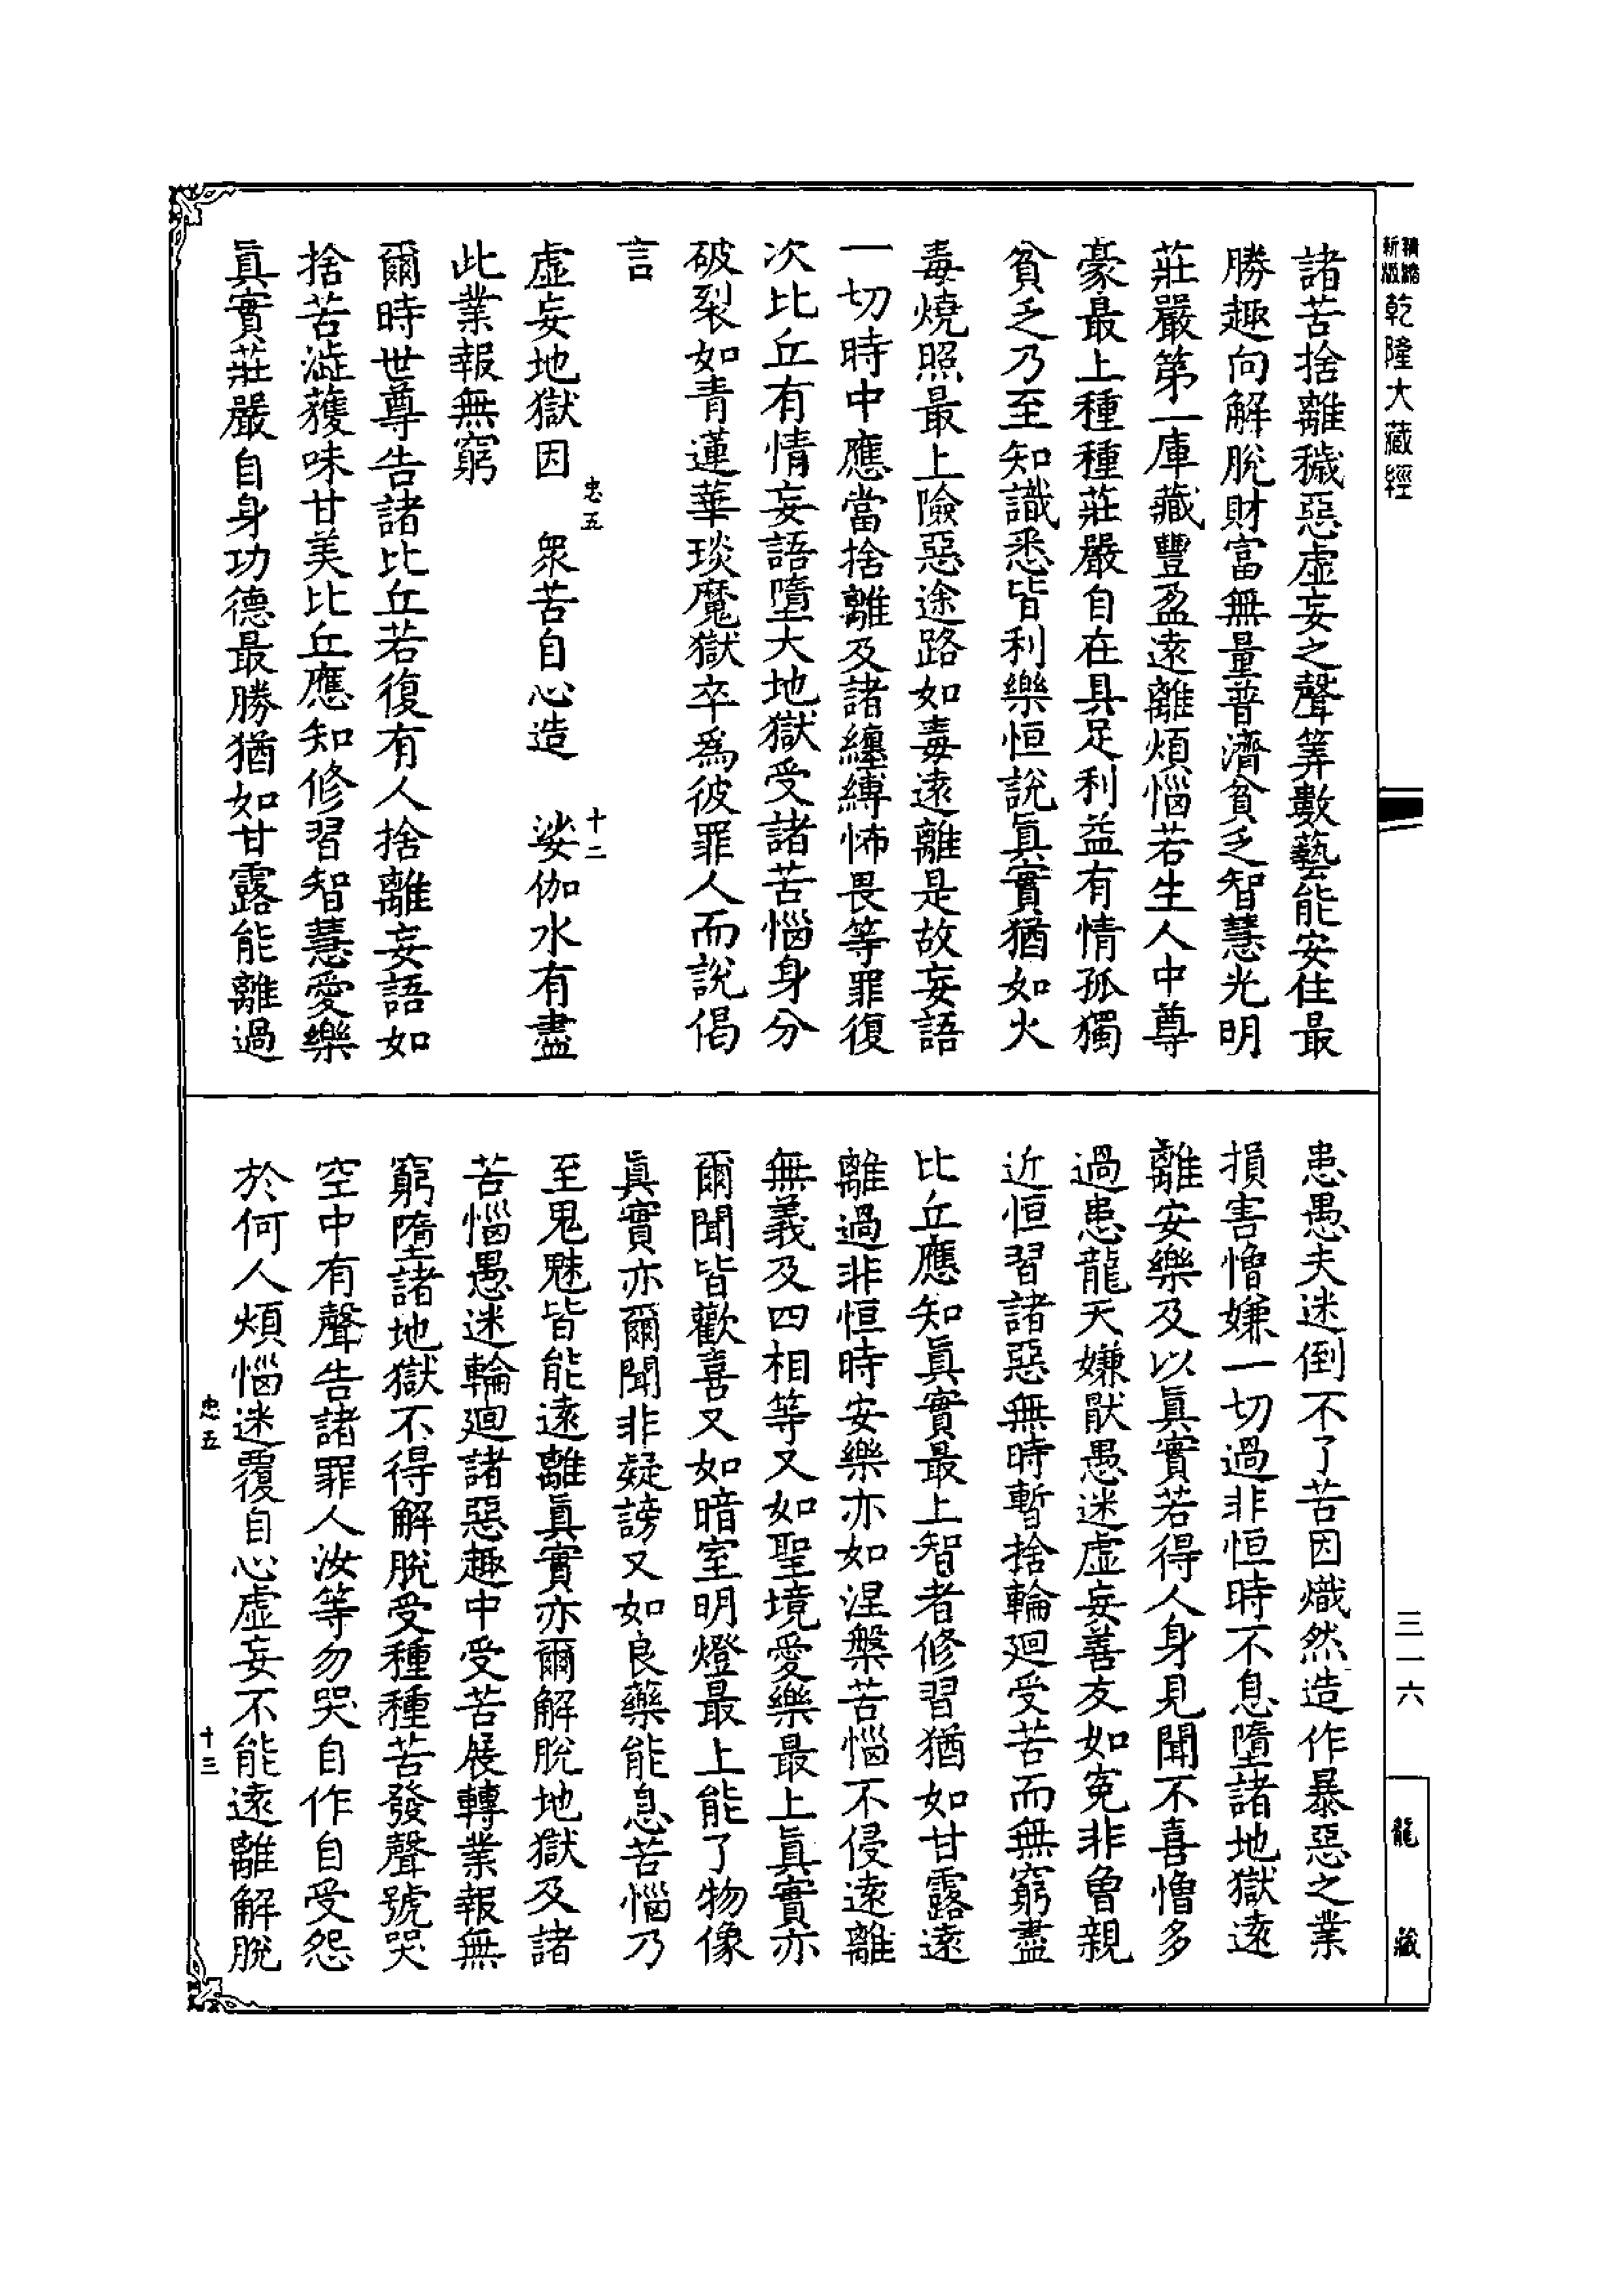 精縮
新版
乾隆大藏經
三一六
龍藏
諸苦捨離穢惡虛妄之聲筭數藝能安住最
勝趣向解脫財富無量普濟貧乏智慧光明
莊嚴第一庫藏豐盈遠離煩惱若生人中尊
豪最上種種莊嚴自在具足利益有情孤獨
貧乏乃至知識悉皆利樂恒說眞實猶如火
毒燒照最上險惡途路如毒遠離是故妄語
一切時中應當捨離及諸纏縛怖畏等罪復
次比丘有情妄語墮大地獄受諸苦惱身分
破裂如青蓮華琰魔獄卒爲彼罪人而說偈
言
忠五 十二
虛妄地獄因 衆苦自心造 娑伽水有盡
此業報無窮
爾時世尊告諸比丘若復有人捨離妄語如
捨苦澁䕶味甘美比丘應知修習智慧愛樂
眞實莊嚴自身功德最勝猶如甘露能離過
患愚夫迷倒不了苦因熾然造作暴惡之業
損害憎嫌一切過非恒時不息墮諸地獄遠
離安樂及以眞實若得人身見聞不喜憎多
過患龍天嫌猒愚迷虛妄善友如寃非曾親
近恒習諸惡無時暫捨輪廻受苦而無窮盡
比丘應知眞實最上智者修習猶如甘露遠
離過非恒時安樂亦如涅槃苦惱不侵遠離
無義及四相等又如聖境愛樂最上眞實亦
爾聞皆歡喜又如暗室明燈最上能了物像
眞實亦爾聞非疑謗又如良藥能息苦惱乃
至鬼魅皆能遠離眞實亦爾解脫地獄及諸
苦惱愚迷輪廻諸惡趣中受苦展轉業報無
窮墮諸地獄不得解脫受種種苦發聲號哭
空中有聲告諸罪人汝等勿哭自作自受怨
於何人煩惱迷覆自心虛妄不能遠離解脫
忠五 十三